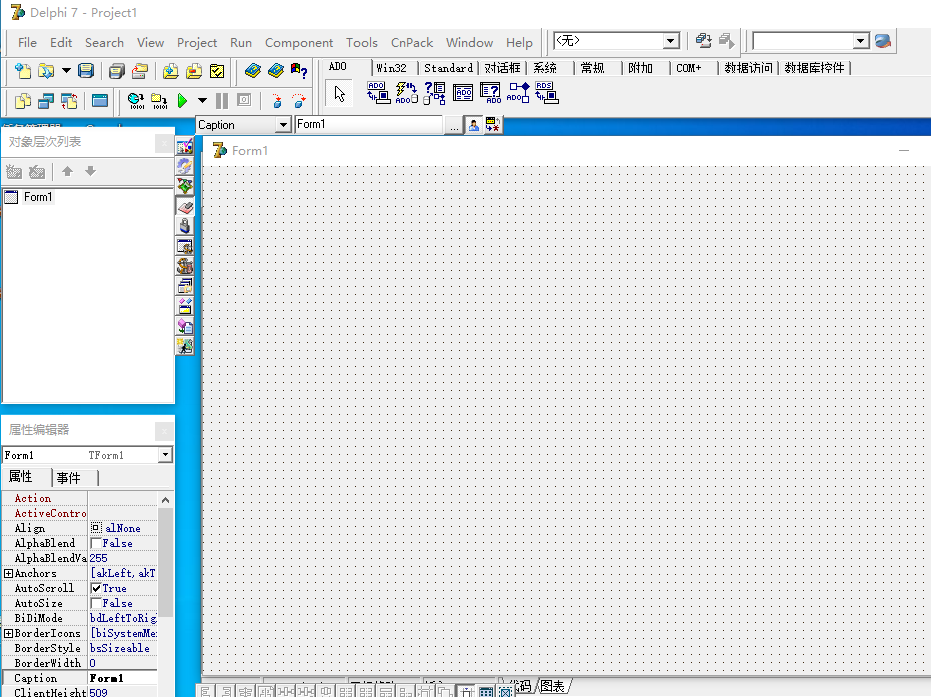 Delphi 7 - Project1
File Edit Search View Project Run Component Tools CnPack Window Help
<无>
ADO Win32 Standard 对话框 系统 常规 附加 COM+ 数据访问 数据库控件
Caption Form1 ...
对象层次列表
Form1
Form1
属性编辑器
Form1 TForm1
属性 事件
Action
ActiveContro
Align alNone
AlphaBlend False
AlphaBlendVa 255
Anchors [akLeft,akT
AutoScroll True
AutoSize False
BiDiMode bdLeftToRig
BorderIcons [biSystemMe
BorderStyle bsSizeable
BorderWidth 0
Caption Form1
ClientHeight 509
代码 图表